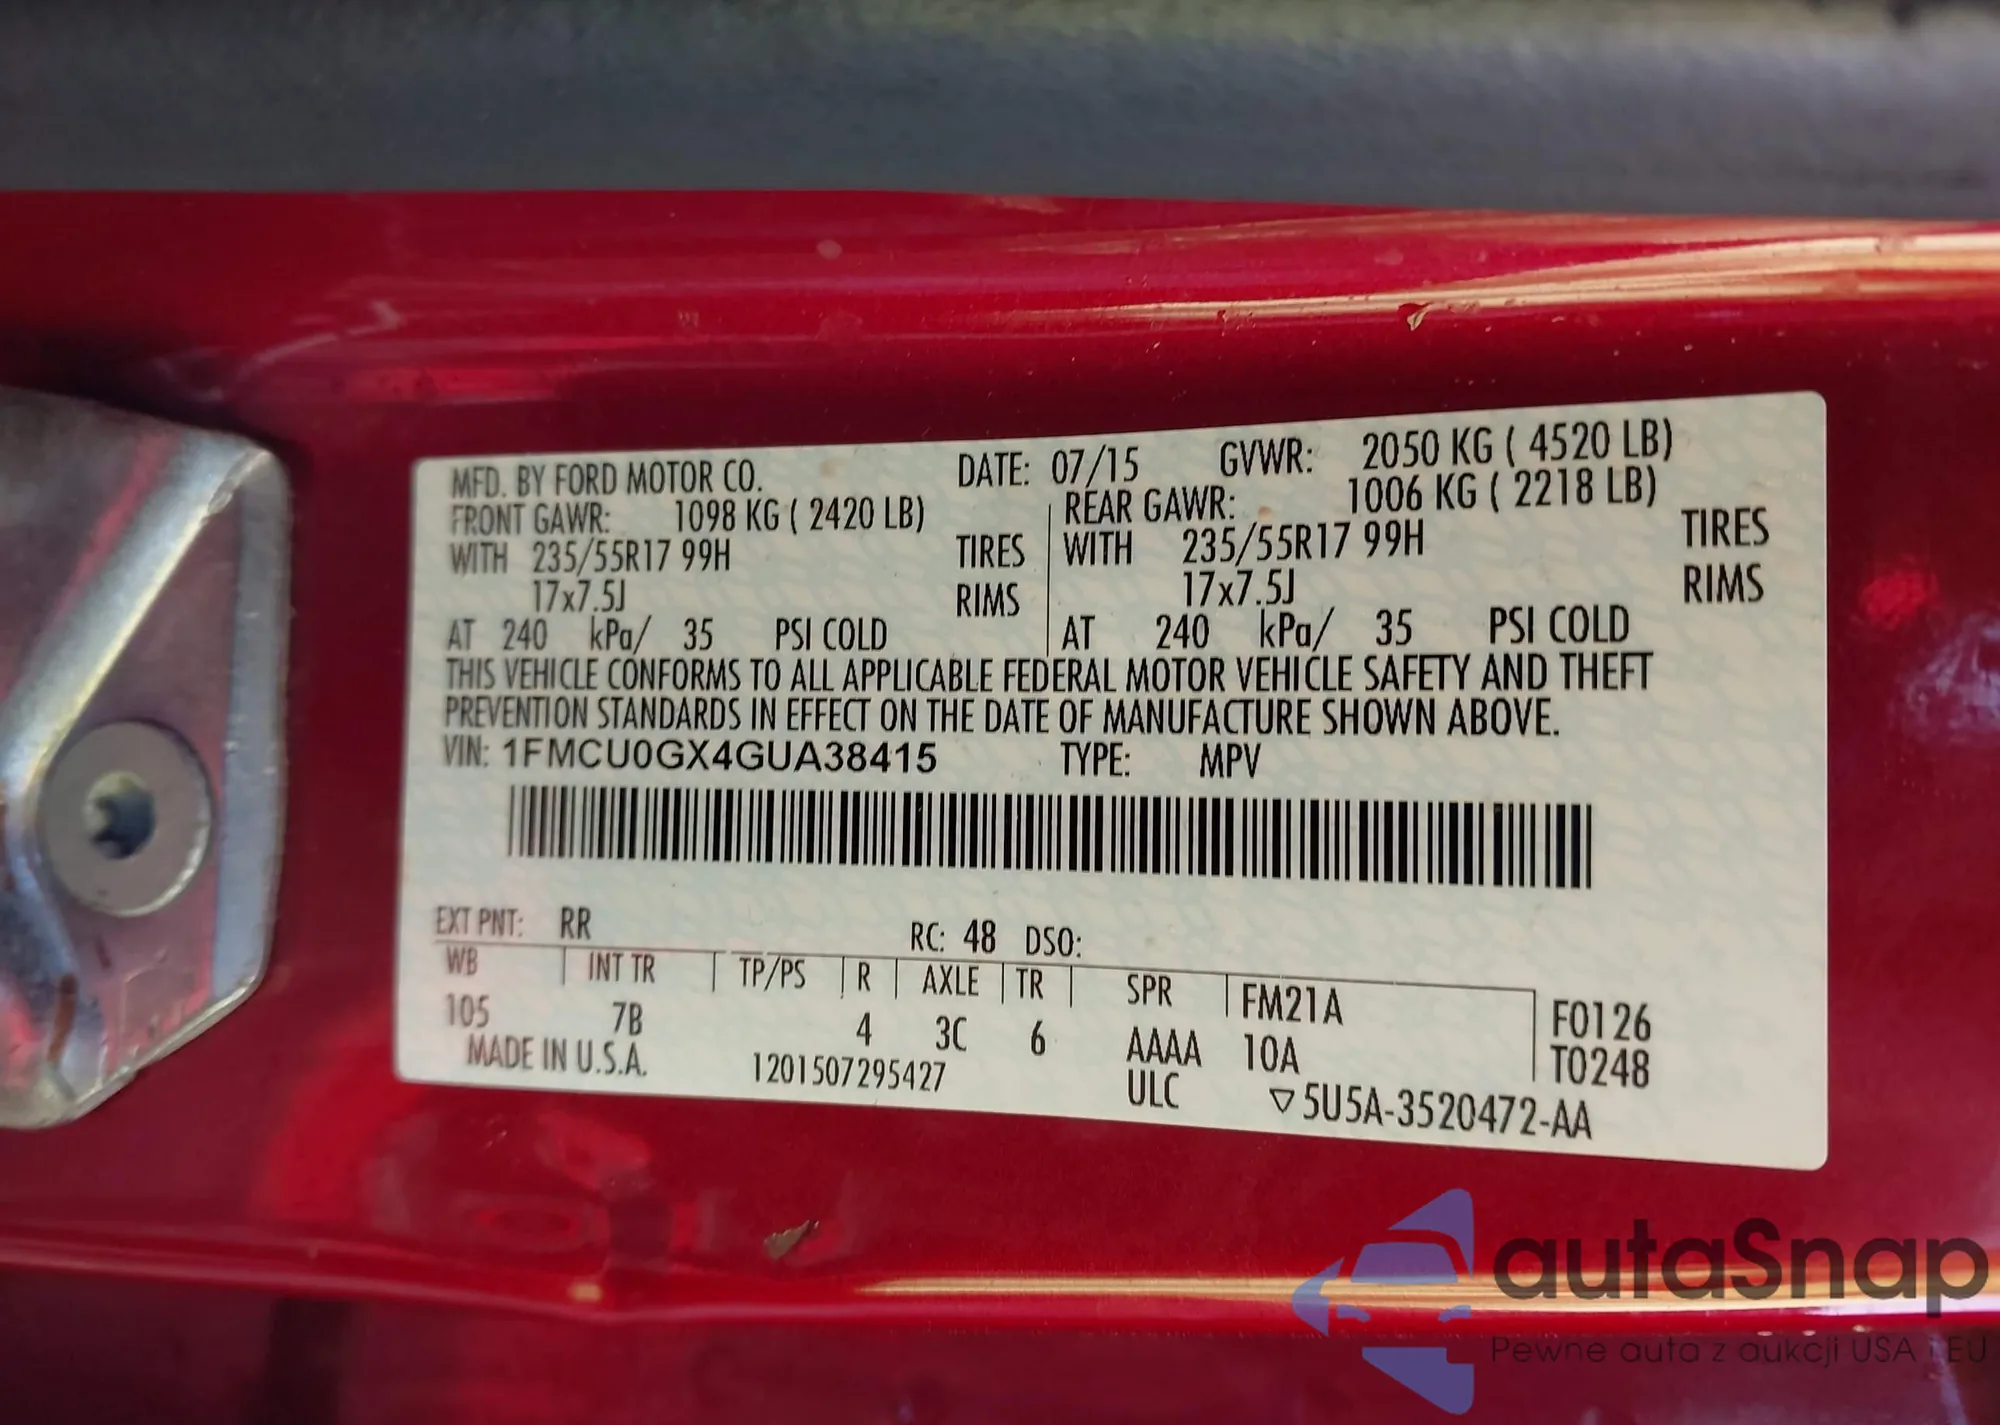 MFD. BY FORD MOTOR CO. DATE: 07/15 GVWR: 2050 KG ( 4520 LB)
FRONT GAWR: 1098 KG ( 2420 LB) REAR GAWR: 1006 KG ( 2218 LB)
WITH 235/55R17 99H TIRES WITH 235/55R17 99H TIRES
17x7.5J RIMS 17x7.5J RIMS
AT 240 kPa/ 35 PSI COLD AT 240 kPa/ 35 PSI COLD
THIS VEHICLE CONFORMS TO ALL APPLICABLE FEDERAL MOTOR VEHICLE SAFETY AND THEFT
PREVENTION STANDARDS IN EFFECT ON THE DATE OF MANUFACTURE SHOWN ABOVE.
VIN: 1FMCU0GX4GUA38415 TYPE: MPV
EXT PNT: RR RC: 48 DSO:
WB INT TR TP/PS R AXLE TR SPR FM21A F0126
105 7B 4 3C 6 AAAA 10A T0248
MADE IN U.S.A. 1201507295427 ULC ▽5U5A-3520472-AA
autaSnap
Pewne auta z aukcji USA i EU